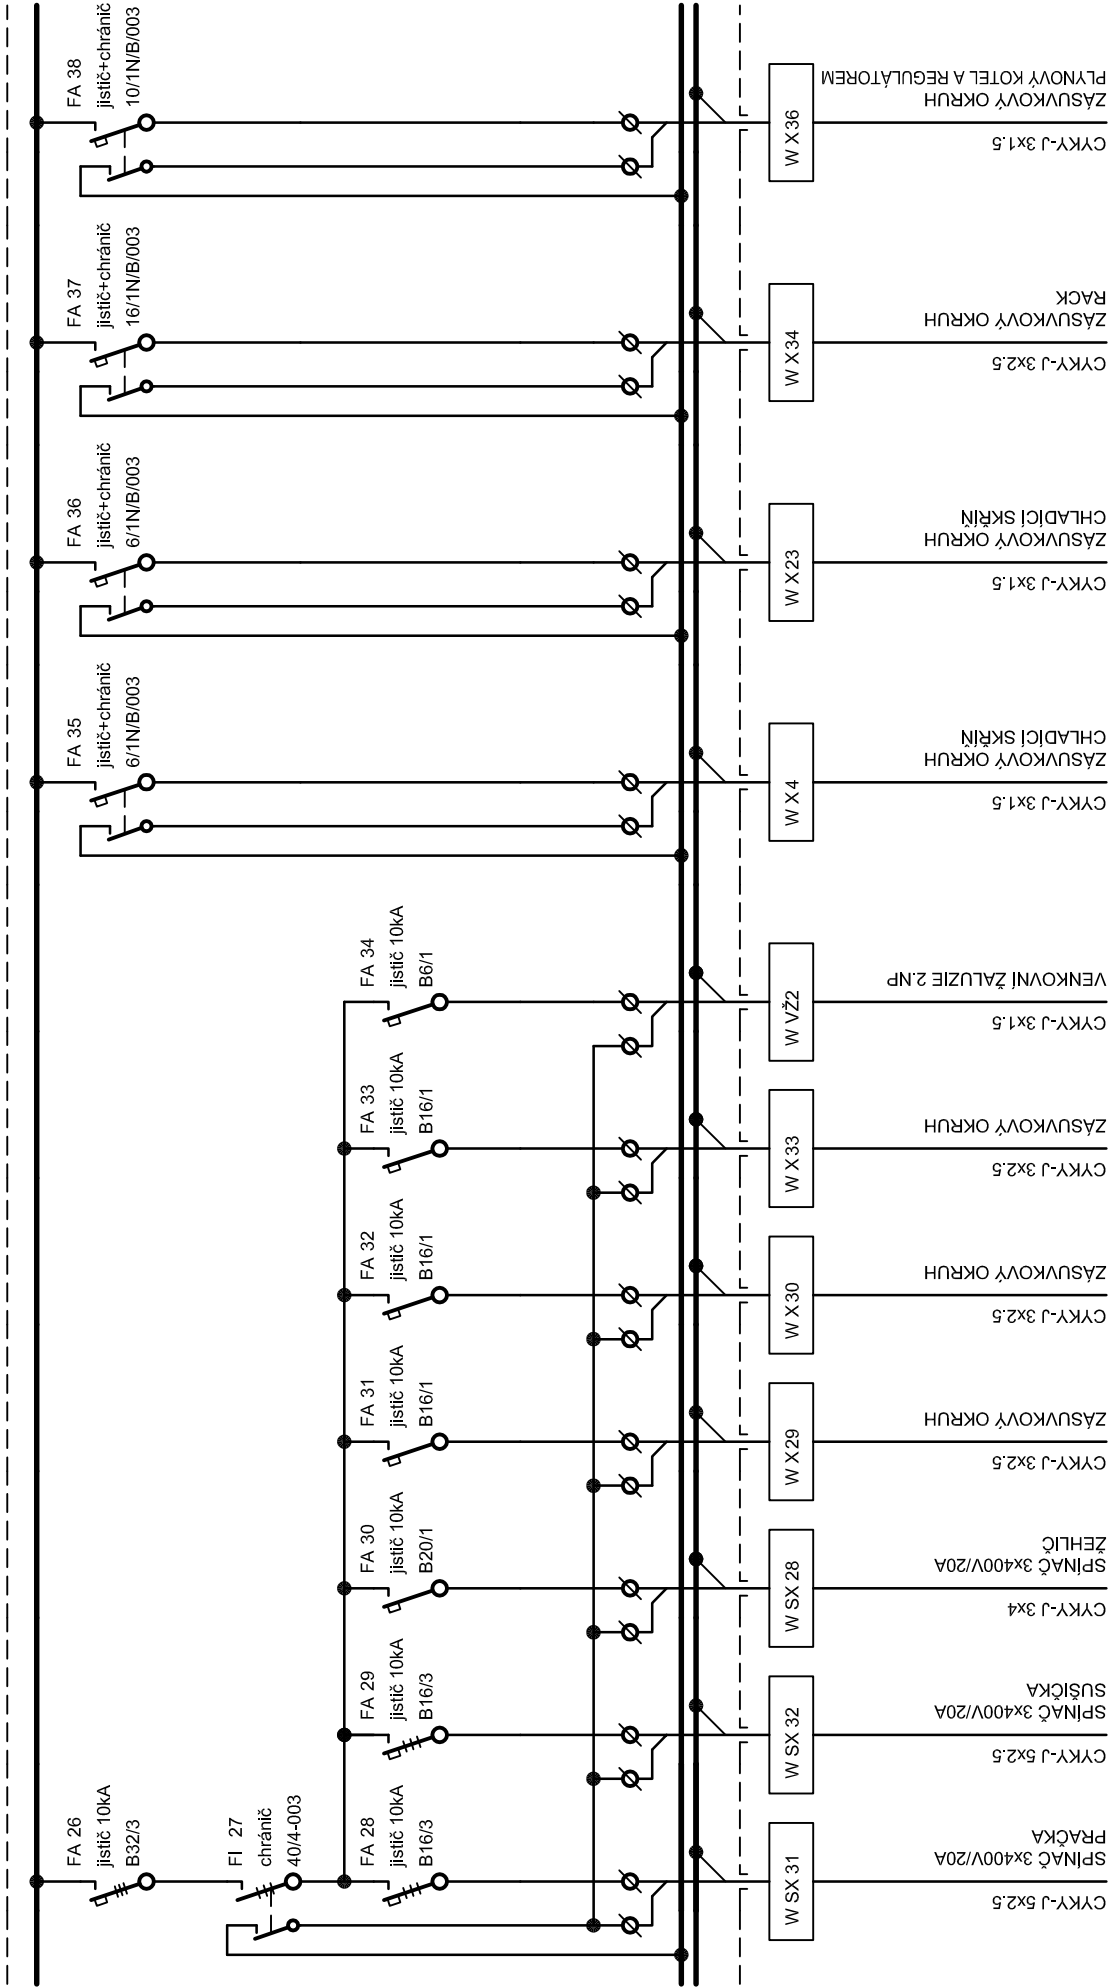 FA 38
jistič+chránič
10/1N/B/003
FA 37
jistič+chránič
16/1N/B/003
FA 36
jistič+chránič
6/1N/B/003
FA 35
jistič+chránič
6/1N/B/003
FA 34
jistič 10kA
B6/1
FA 33
jistič 10kA
B16/1
FA 32
jistič 10kA
B16/1
FA 31
jistič 10kA
B16/1
FA 30
jistič 10kA
B20/1
FA 29
jistič 10kA
B16/3
FA 26
jistič 10kA
B32/3
FI 27
chránič
40/4-003
FA 28
jistič 10kA
B16/3
W X36
PLYNOVÝ KOTEL A REGULÁTOREM
ZÁSUVKOVÝ OKRUH
CYKY-J 3x1.5
W X34
RACK
ZÁSUVKOVÝ OKRUH
CYKY-J 3x2.5
W X23
CHLADÍCÍ SKŘÍŇ
ZÁSUVKOVÝ OKRUH
CYKY-J 3x1.5
W X4
CHLADÍCÍ SKŘÍŇ
ZÁSUVKOVÝ OKRUH
CYKY-J 3x1.5
W VŽ2
VENKOVNÍ ŽALUZIE 2.NP
CYKY-J 3x1.5
W X33
ZÁSUVKOVÝ OKRUH
CYKY-J 3x2.5
W X30
ZÁSUVKOVÝ OKRUH
CYKY-J 3x2.5
W X29
ZÁSUVKOVÝ OKRUH
CYKY-J 3x2.5
W SX 28
ŽEHLIČ
SPÍNAČ 3x400V/20A
CYKY-J 3x4
W SX 32
SUŠIČKA
SPÍNAČ 3x400V/20A
CYKY-J 5x2.5
W SX 31
PRAČKA
SPÍNAČ 3x400V/20A
CYKY-J 5x2.5